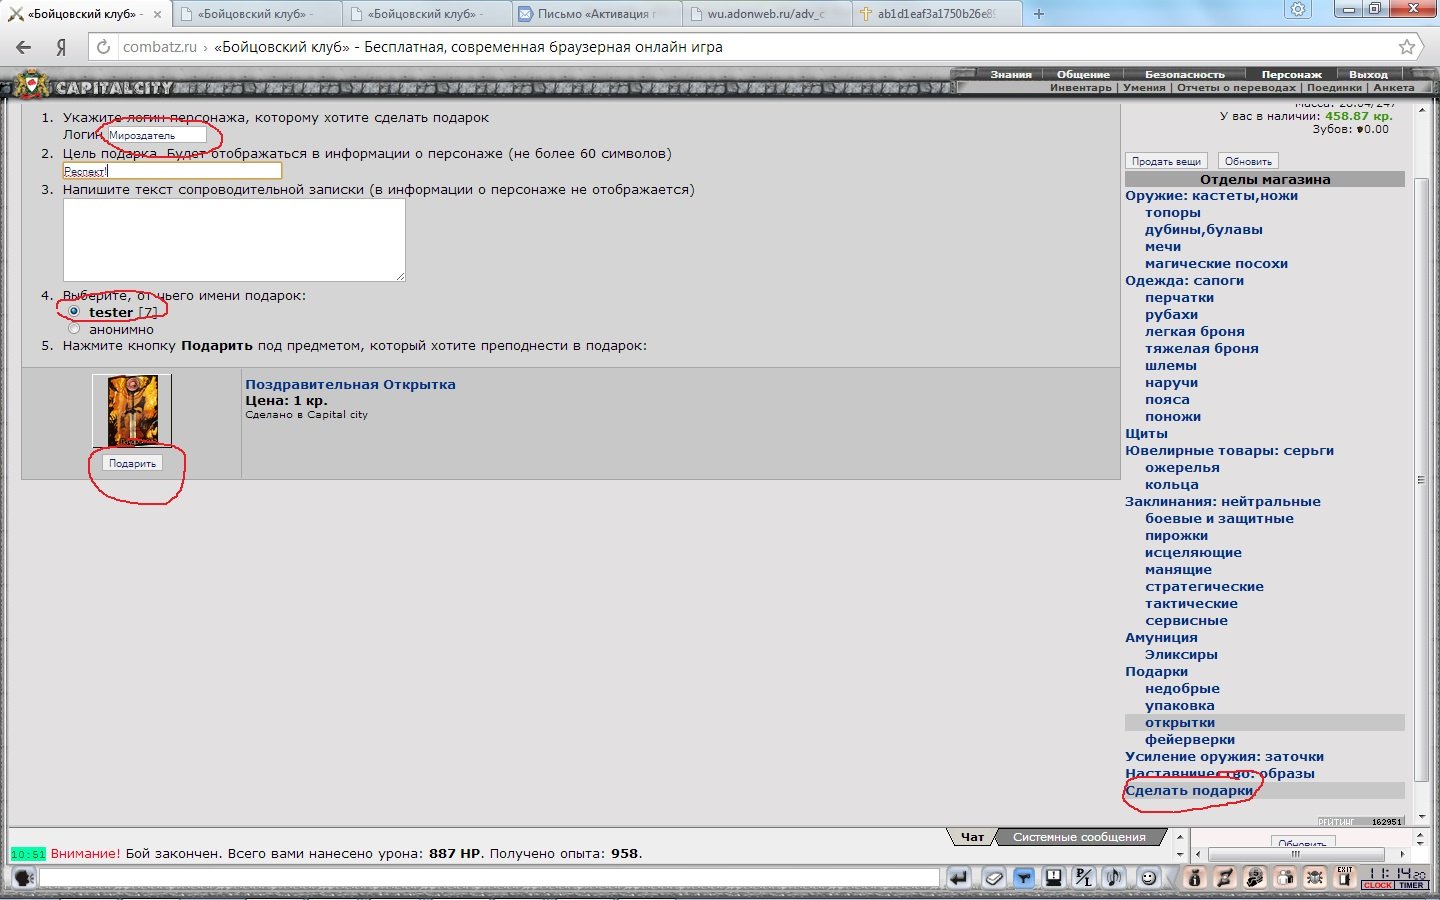 «Бойцовский клуб» -
«Бойцовский клуб» -
«Бойцовский клуб» -
Письмо «Активация
wu.adonweb.ru/adv_c
ab1d1eaf3a1750b26e89
Я combatz.ru › «Бойцовский клуб» - Бесплатная, современная браузерная онлайн игра
CAPITALCITY
Знания Общение Безопасность Персонаж Выход
Инвентарь | Умения | Отчеты о переводах | Поединки | Анкета
1. Укажите логин персонажа, которому хотите сделать подарок
Логин Мироздатель
2. Цель подарка. Будет отображаться в информации о персонаже (не более 60 символов)
Респект!
3. Напишите текст сопроводительной записки (в информации о персонаже не отображается)
4. Выберите, от чьего имени подарок:
tester [7]
анонимно
5. Нажмите кнопку Подарить под предметом, который хотите преподнести в подарок:
Поздравительная Открытка
Цена: 1 кр.
Сделано в Capital city
Подарить
Масса: 28.04/247
У вас в наличии: 458.87 кр.
Зубов: 0.00
Продать вещи Обновить
Отделы магазина
Оружие: кастеты,ножи
топоры
дубины,булавы
мечи
магические посохи
Одежда: сапоги
перчатки
рубахи
легкая броня
тяжелая броня
шлемы
наручи
пояса
поножи
Щиты
Ювелирные товары: серьги
ожерелья
кольца
Заклинания: нейтральные
боевые и защитные
пирожки
исцеляющие
манящие
стратегические
тактические
сервисные
Амуниция
Эликсиры
Подарки
недобрые
упаковка
открытки
фейерверки
Усиление оружия: заточки
Наставничество: образы
Сделать подарки
РЕЙТИНГ 162951
Чат Системные сообщения
10:51 Внимание! Бой закончен. Всего вами нанесено урона: 887 HP. Получено опыта: 958.
Обновить
P/L
EXIT
11:14 20
CLOCK TIMER